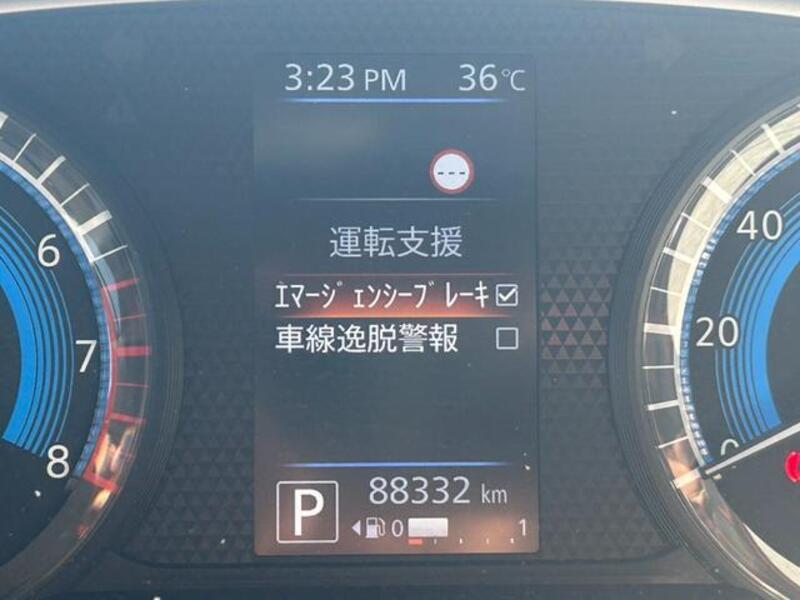 3:23 PM 36℃
---
運転支援
ｴﾏｰｼﾞｪﾝｼｰﾌﾞﾚｰｷ
車線逸脱警報
6
7
8
40
20
0
88332 km
P
0 1